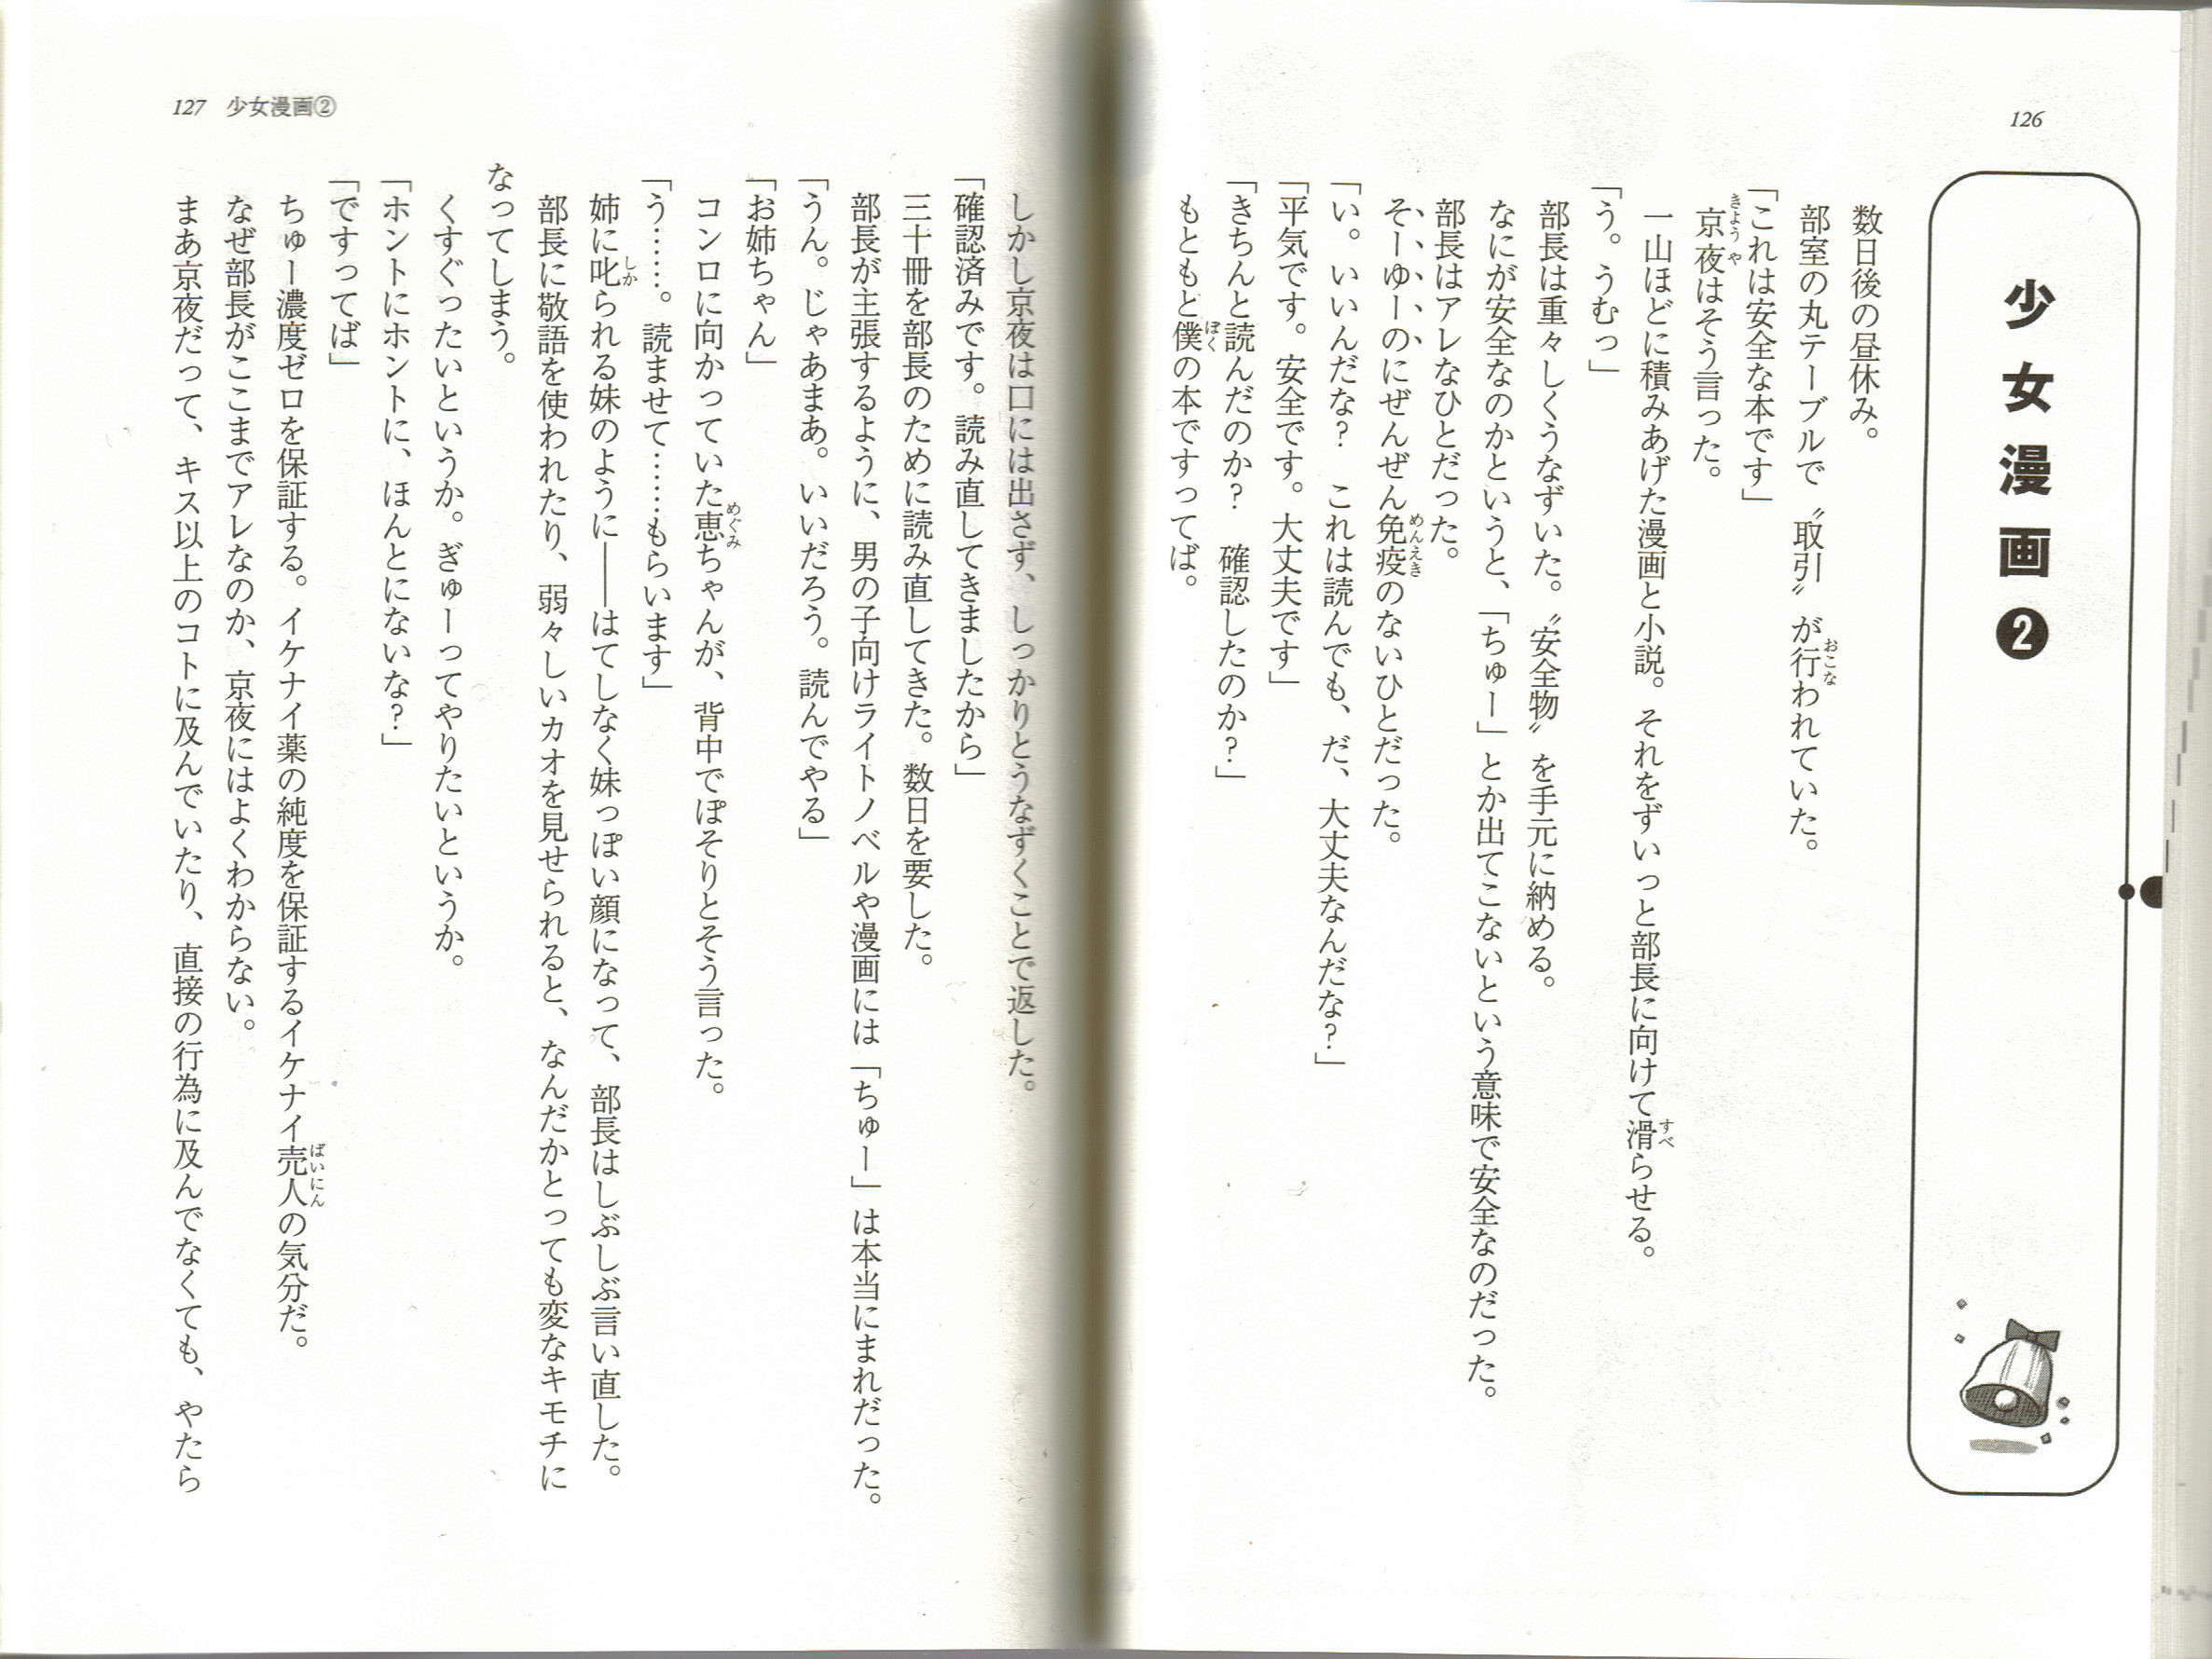 126
少女漫画❷
数日後の昼休み。
部室の丸テーブルで〝取引〟が行われていた。
「これは安全な本です」
京夜はそう言った。
一山ほどに積みあげた漫画と小説。それをずいっと部長に向けて滑らせる。
「う。うむっ」
部長は重々しくうなずいた。〝安全物〟を手元に納める。
なにが安全なのかというと、「ちゅー」とか出てこないという意味で安全なのだった。
部長はアレなひとだった。
そーゆーのにぜんぜん免疫のないひとだった。
「い。いいんだな？　これは読んでも、だ、大丈夫なんだな？」
「平気です。安全です。大丈夫です」
「きちんと読んだのか？　確認したのか？」
もともと僕の本ですってば。
127　少女漫画②
しかし京夜は口には出さず、しっかりとうなずくことで返した。
「確認済みです。読み直してきましたから」
三十冊を部長のために読み直してきた。数日を要した。
部長が主張するように、男の子向けライトノベルや漫画には「ちゅー」は本当にまれだった。
「うん。じゃあまあ。いいだろう。読んでやる」
「お姉ちゃん」
コンロに向かっていた恵ちゃんが、背中でぽそりとそう言った。
「う……。読ませて……もらいます」
姉に叱られる妹のように――はてしなく妹っぽい顔になって、部長はしぶしぶ言い直した。
部長に敬語を使われたり、弱々しいカオを見せられると、なんだかとっても変なキモチに
なってしまう。
くすぐったいというか。ぎゅーってやりたいというか。
「ホントにホントに、ほんとにないな？」
「ですってば」
ちゅー濃度ゼロを保証する。イケナイ薬の純度を保証するイケナイ売人の気分だ。
なぜ部長がここまでアレなのか、京夜にはよくわからない。
まあ京夜だって、キス以上のコトに及んでいたり、直接の行為に及んでなくても、やたら